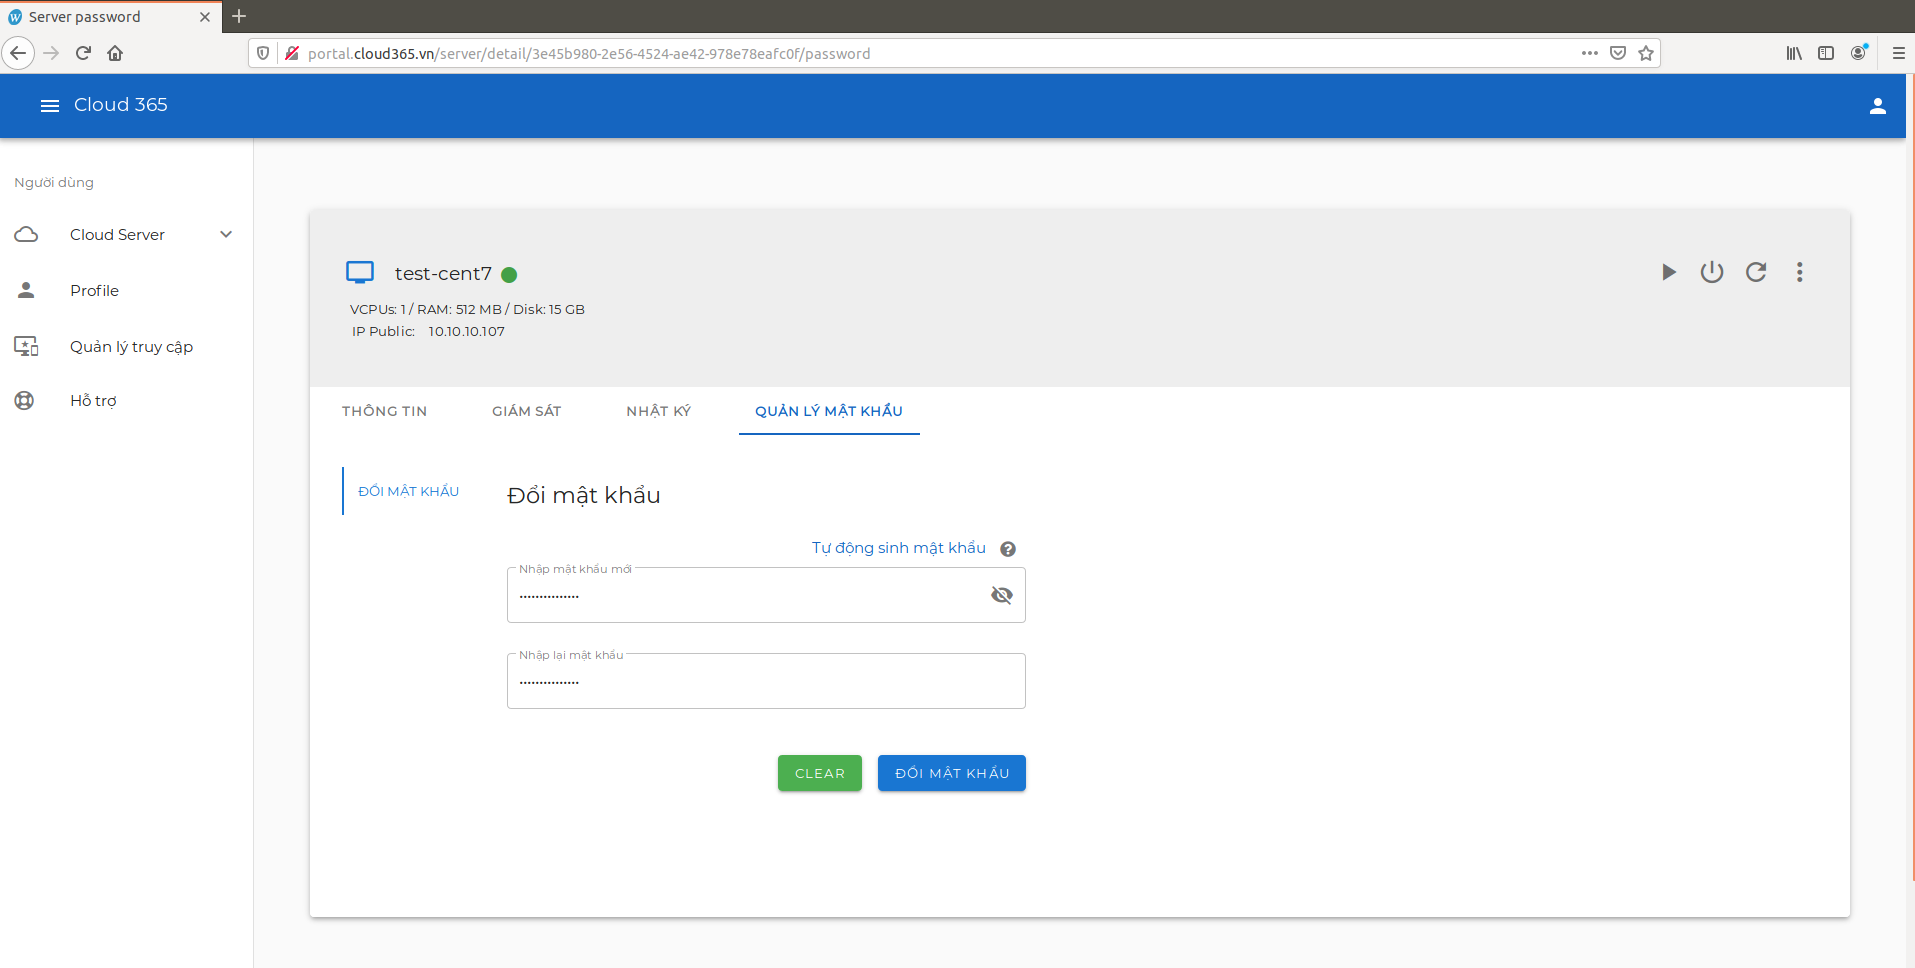 Server password
portal.cloud365.vn/server/detail/3e45b980-2e56-4524-ae42-978e78eafc0f/password
Cloud 365
Người dùng
Cloud Server
Profile
Quản lý truy cập
Hỗ trợ
test-cent7
VCPUs: 1 / RAM: 512 MB / Disk: 15 GB
IP Public: 10.10.10.107
THÔNG TIN
GIÁM SÁT
NHẬT KÝ
QUẢN LÝ MẬT KHẨU
ĐỔI MẬT KHẨU
Đổi mật khẩu
Tự động sinh mật khẩu
Nhập mật khẩu mới
•••••••••••••••
Nhập lại mật khẩu
•••••••••••••••
CLEAR
ĐỔI MẬT KHẨU